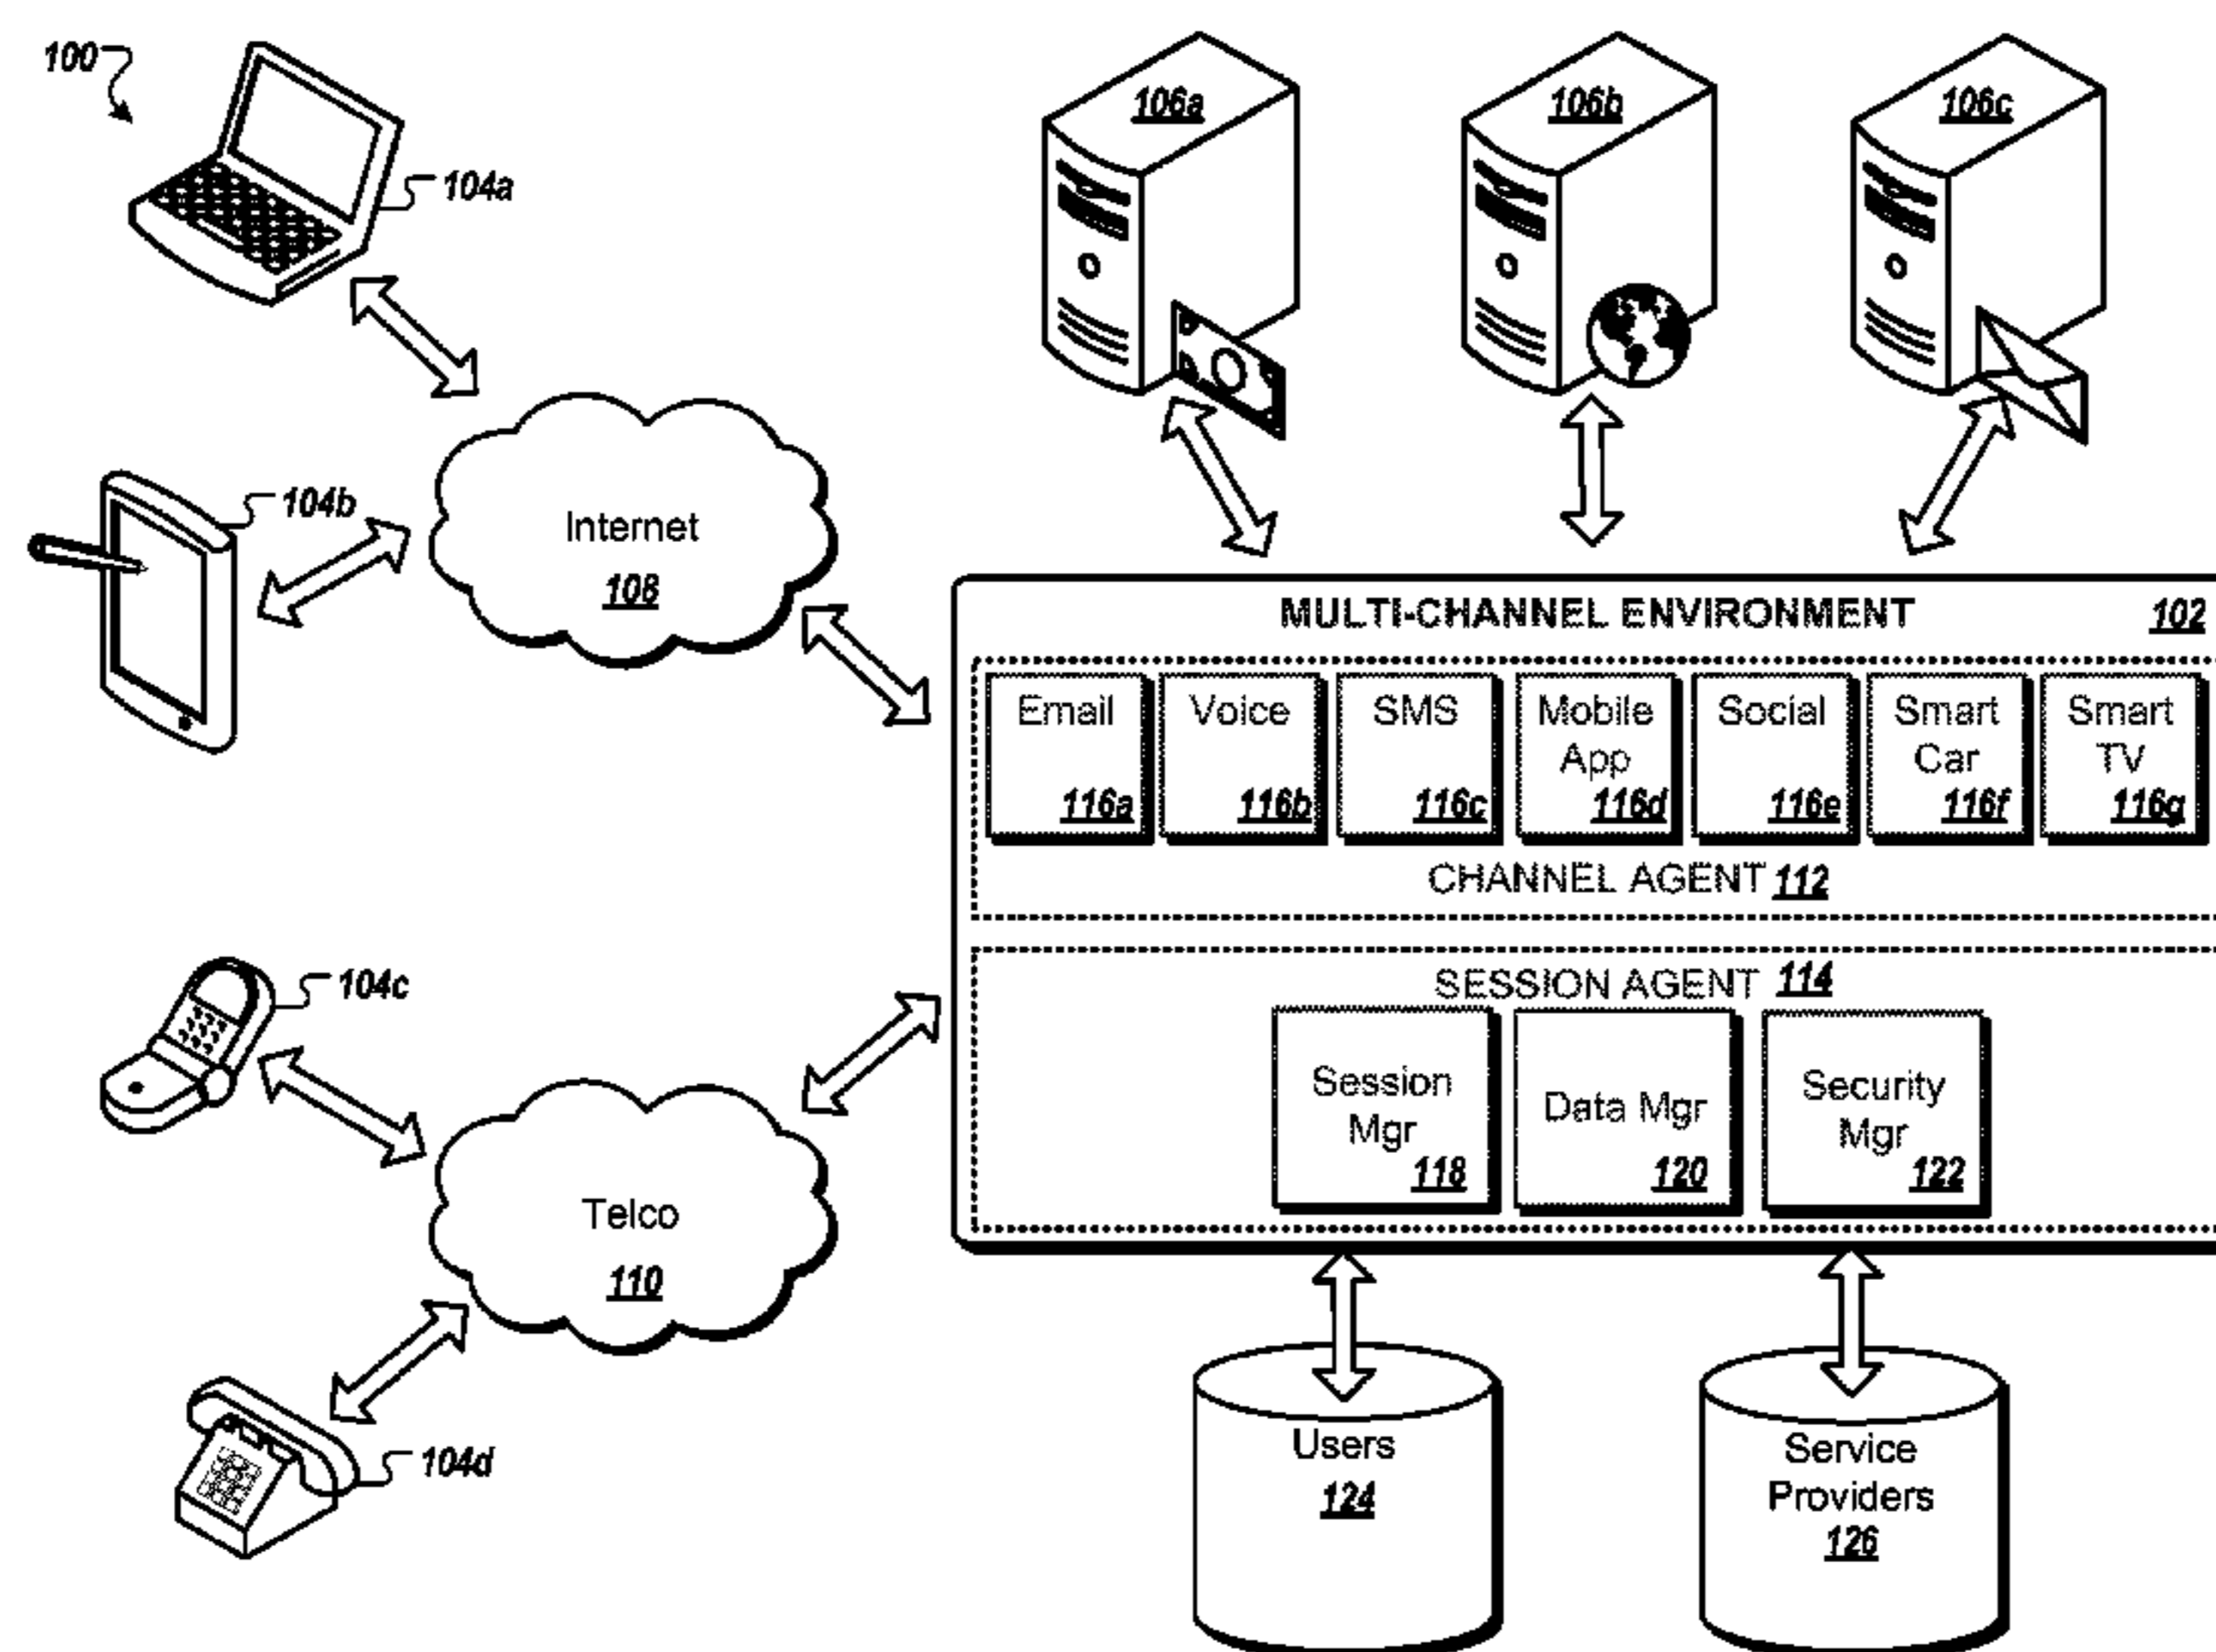 100
104a
106a
106b
106c
104b
Internet
108
MULTI-CHANNEL ENVIRONMENT 102
Email
116a
Voice
116b
SMS
116c
Mobile
App
116d
Social
116e
Smart
Car
116f
Smart
TV
116g
CHANNEL AGENT 112
104c
SESSION AGENT 114
Session
Mgr
118
Data Mgr
120
Security
Mgr
122
Telco
110
104d
Users
124
Service
Providers
126